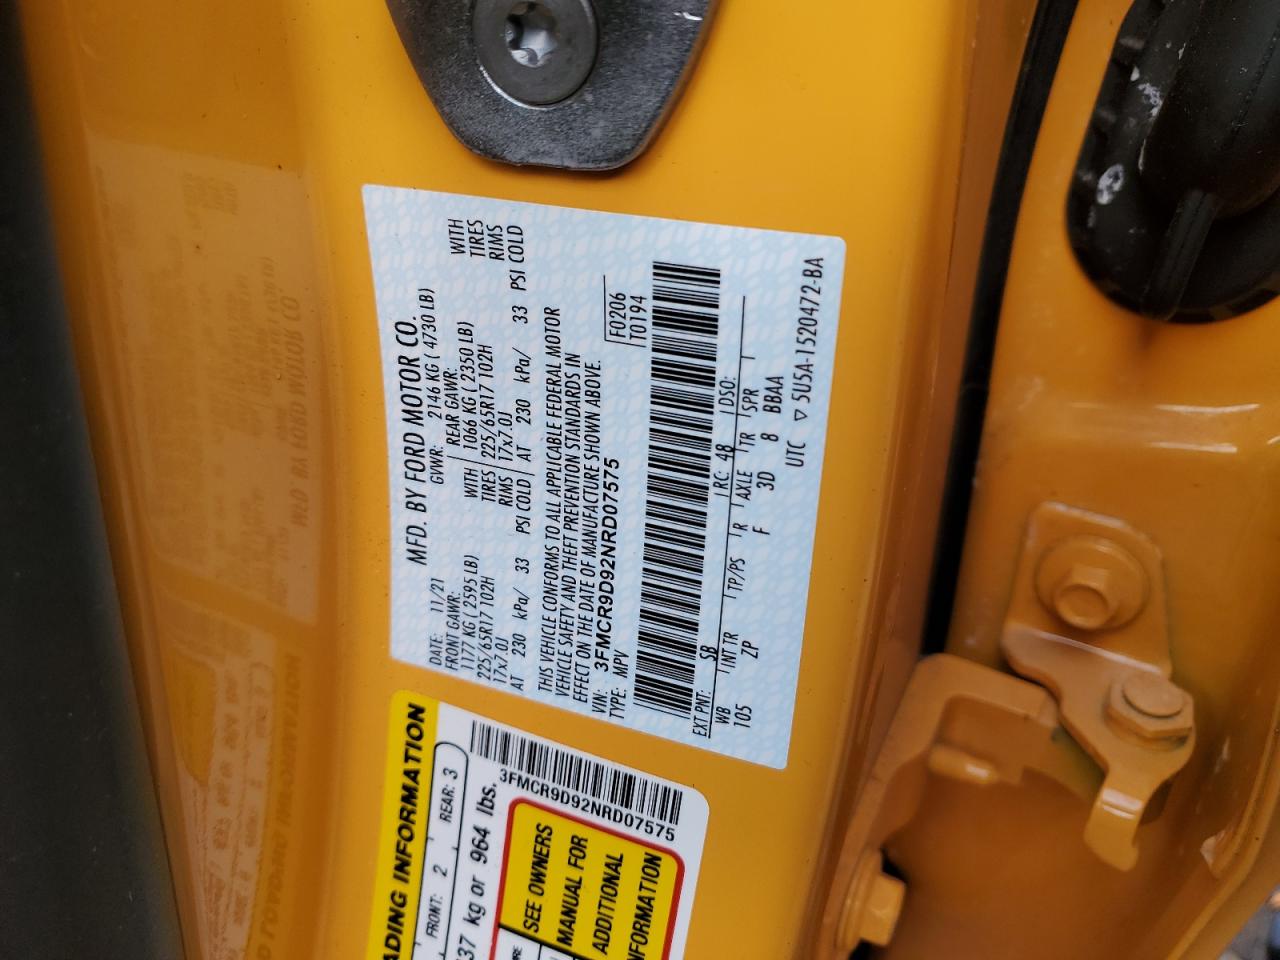 MFD. BY FORD MOTOR CO.
DATE: 11/21 GVWR: 2146 KG ( 4730 LB)
FRONT GAWR: REAR GAWR:
1177 KG ( 2595 LB) WITH 1066 KG ( 2350 LB) WITH
225/65R17 102H TIRES 225/65R17 102H TIRES
17x7.0J RIMS 17x7.0J RIMS
AT 230 kPa/ 33 PSI COLD AT 230 kPa/ 33 PSI COLD
THIS VEHICLE CONFORMS TO ALL APPLICABLE FEDERAL MOTOR
VEHICLE SAFETY AND THEFT PREVENTION STANDARDS IN
EFFECT ON THE DATE OF MANUFACTURE SHOWN ABOVE.
VIN: 3FMCR9D92NRD07575
TYPE: MPV
F0206
T0194
EXT PNT: SB RC: 48 DSO:
WB INT TR TP/PS R AXLE TR SPR
105 ZP F 3D 8 BBAA
UTC ▽ 5U5A-1520472-BA
ADING INFORMATION
FRONT: 2 REAR: 3
37 kg or 964 lbs.
3FMCR9D92NRD07575
SEE OWNERS
MANUAL FOR
ADDITIONAL
NFORMATION